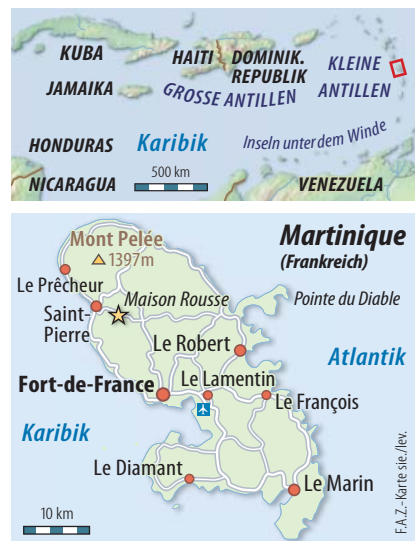 KUBA
HAITI
DOMINIK.
REPUBLIK
KLEINE
ANTILLEN
JAMAIKA
GROSSE ANTILLEN
HONDURAS
Karibik
Inseln unter dem Winde
NICARAGUA
500 km
VENEZUELA
Martinique
(Frankreich)
Mont Pelée
1397m
Le Prêcheur
Maison Rousse
Pointe du Diable
Saint-
Pierre
Le Robert
Atlantik
Fort-de-France
Le Lamentin
Le François
Karibik
Le Diamant
Le Marin
10 km
F.A.Z.-Karte sie./lev.